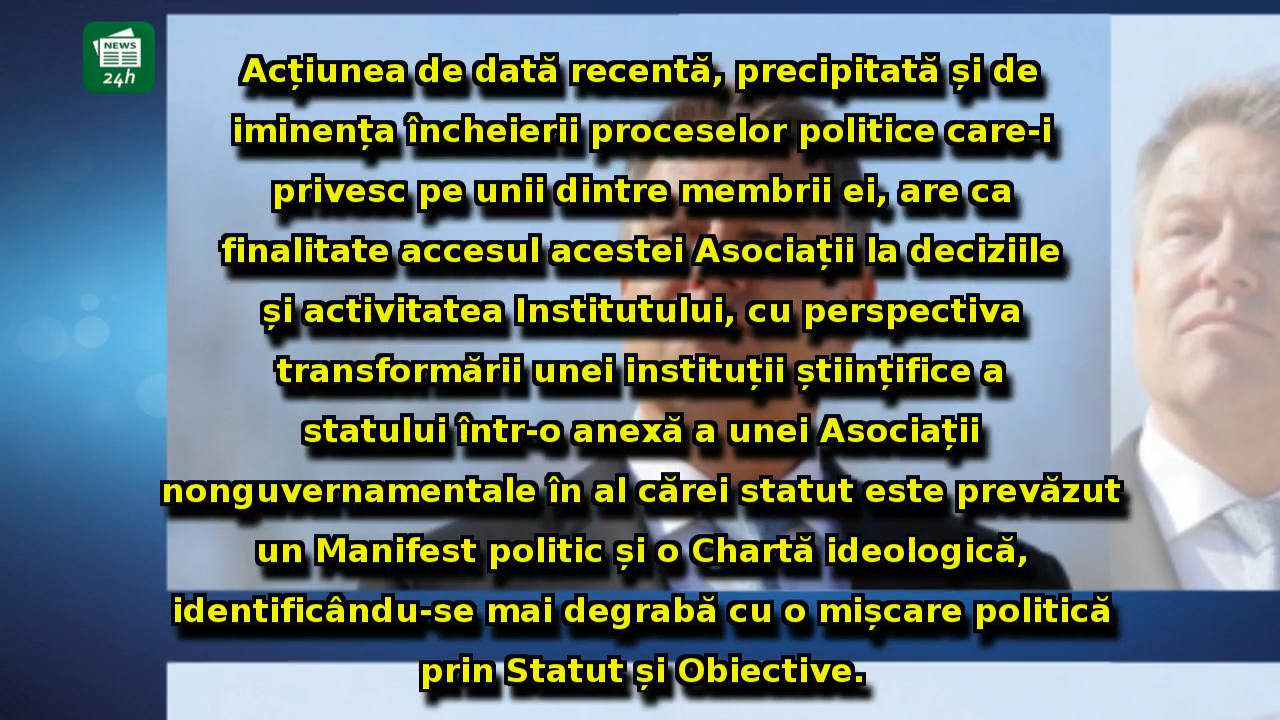 NEWS
24h
Acțiunea de dată recentă, precipitată și de
iminența încheierii proceselor politice care-i
privesc pe unii dintre membrii ei, are ca
finalitate accesul acestei Asociații la deciziile
și activitatea Institutului, cu perspectiva
transformării unei instituții științifice a
statului într-o anexă a unei Asociații
nonguvernamentale în al cărei statut este prevăzut
un Manifest politic și o Chartă ideologică,
identificându-se mai degrabă cu o mișcare politică
prin Statut și Obiective.